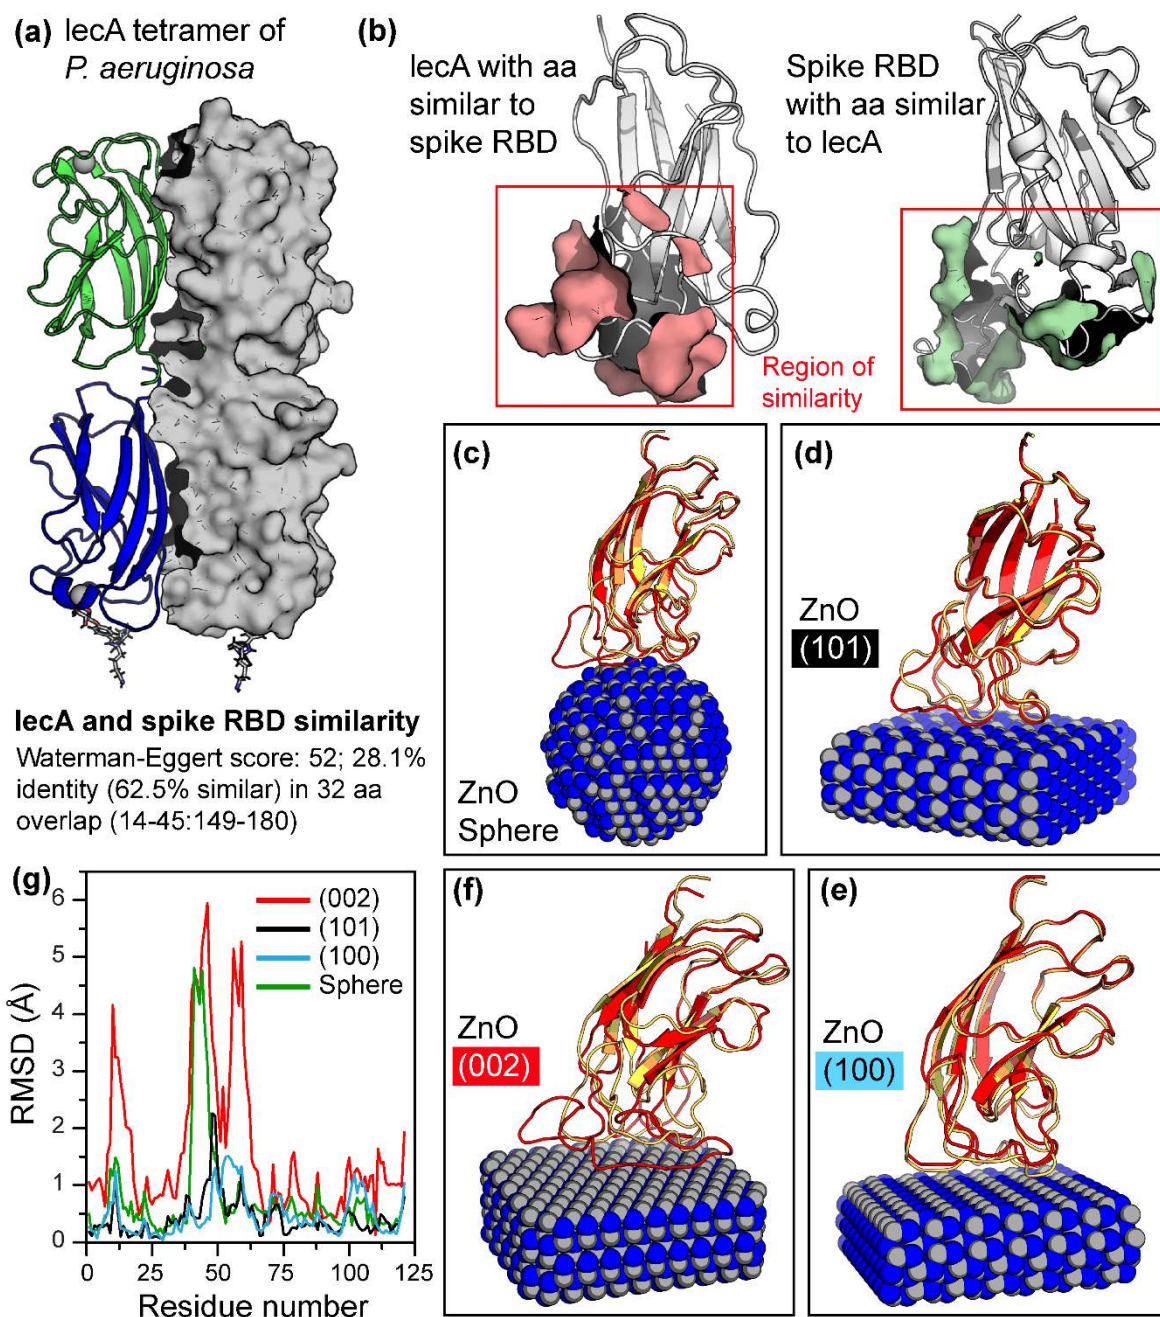 (a) lecA tetramer of
P. aeruginosa
lecA and spike RBD similarity
Waterman-Eggert score: 52; 28.1%
identity (62.5% similar) in 32 aa
overlap (14-45:149-180)
(b)
lecA with aa
similar to
spike RBD
Spike RBD
with aa similar
to lecA
Region of
similarity
(c)
ZnO
Sphere
(d)
ZnO
(101)
(g)
6
5
4
3
2
1
0
RMSD (Å)
(002)
(101)
(100)
Sphere
0 25 50 75 100 125
Residue number
(f)
ZnO
(002)
(e)
ZnO
(100)